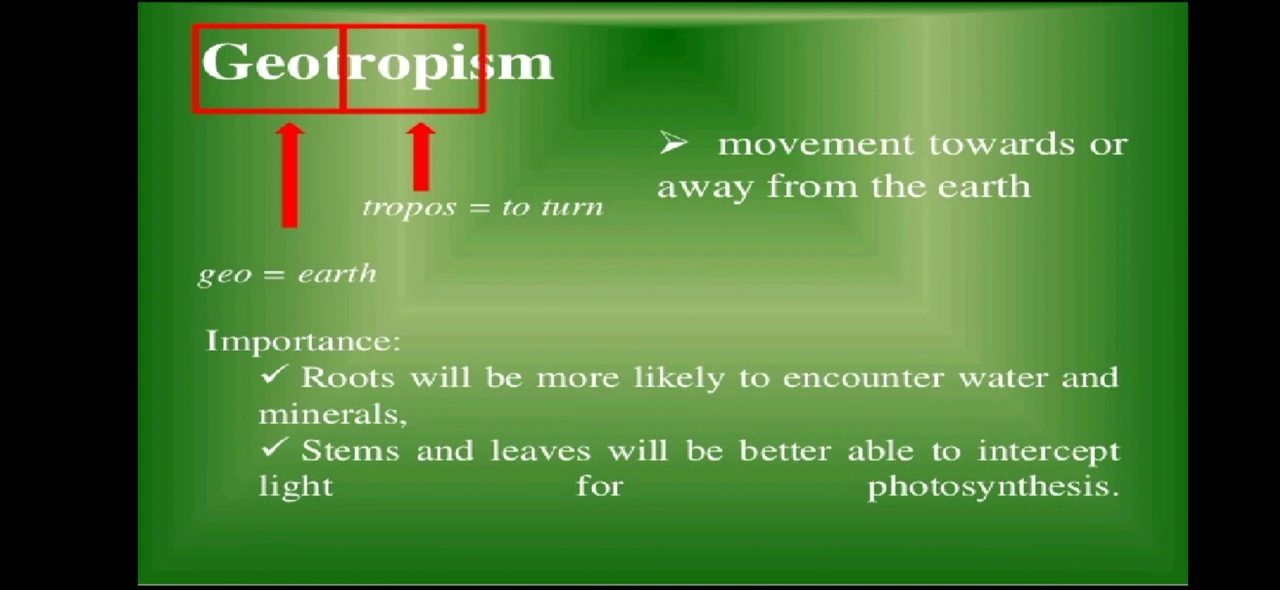 Geotropism
➢ movement towards or
away from the earth
tropos = to turn
geo = earth
Importance:
✓ Roots will be more likely to encounter water and
minerals,
✓ Stems and leaves will be better able to intercept
light for photosynthesis.